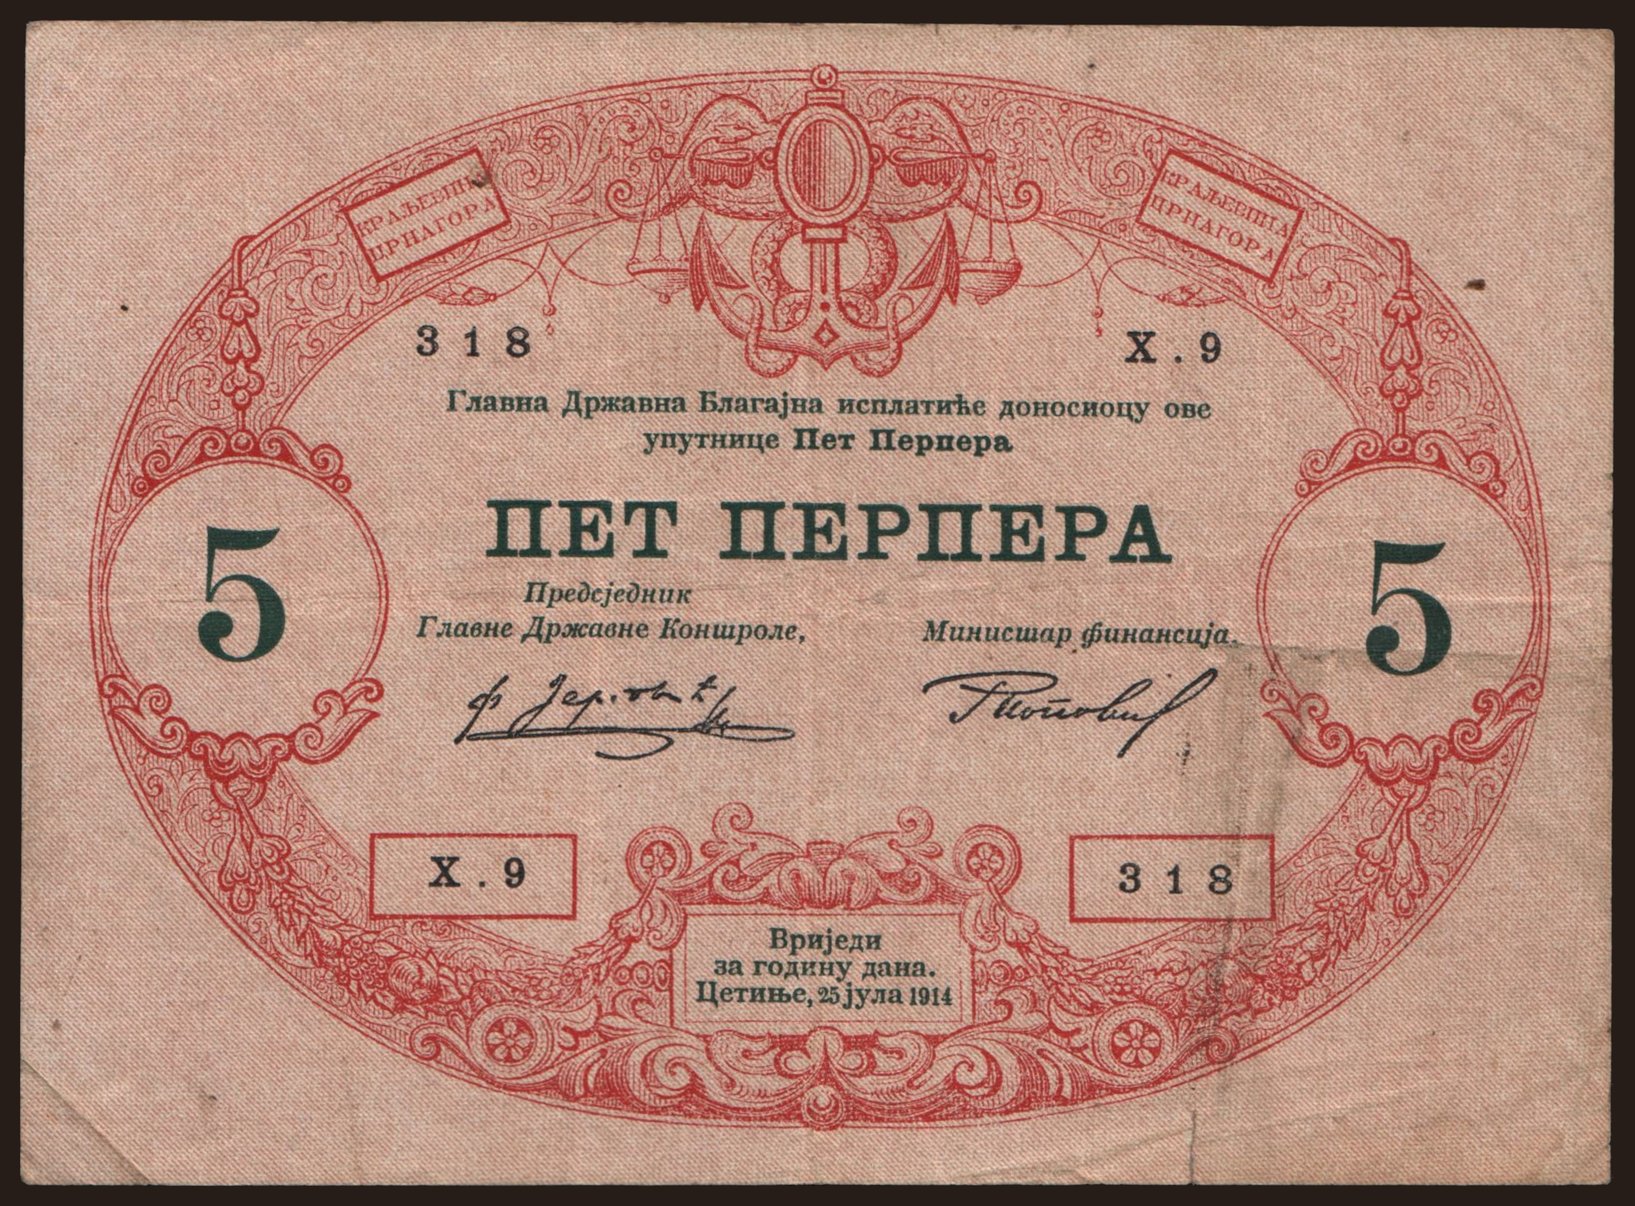 КРАЉЕВИНА
ЦРНАГОРА
КРАЉЕВИНА
ЦРНАГОРА
318
X.9
Главна Државна Благајна исплатиће доносиоцу ове
упутнице Пет Перпера
ПЕТ ПЕРПЕРА
5
5
Предсједник
Главне Државне Контроле,
Министар финансија.
X.9
318
Вриједи
за годину дана.
Цетиње, 25 јула 1914